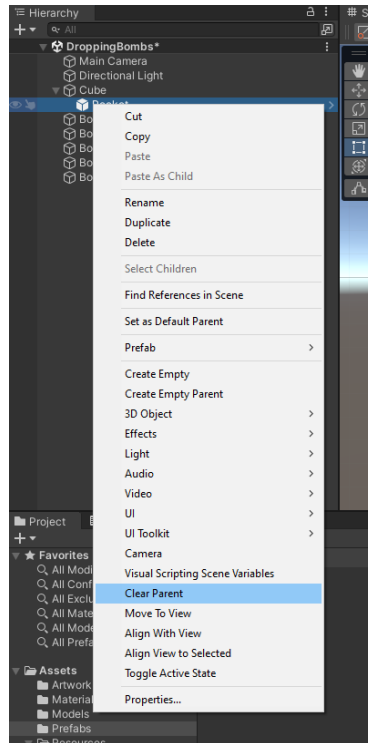 Hierarchy
All
DroppingBombs*
Main Camera
Directional Light
Cube
Cut
Copy
Paste
Paste As Child
Rename
Duplicate
Delete
Select Children
Find References in Scene
Set as Default Parent
Prefab
Create Empty
Create Empty Parent
3D Object
Effects
Light
Audio
Video
UI
UI Toolkit
Camera
Visual Scripting Scene Variables
Clear Parent
Move To View
Align With View
Align View to Selected
Toggle Active State
Properties...
Project
Favorites
All Modi
All Conf
All Exclu
All Mate
All Mode
All Prefa
Assets
Artwork
Material
Models
Prefabs
Resources